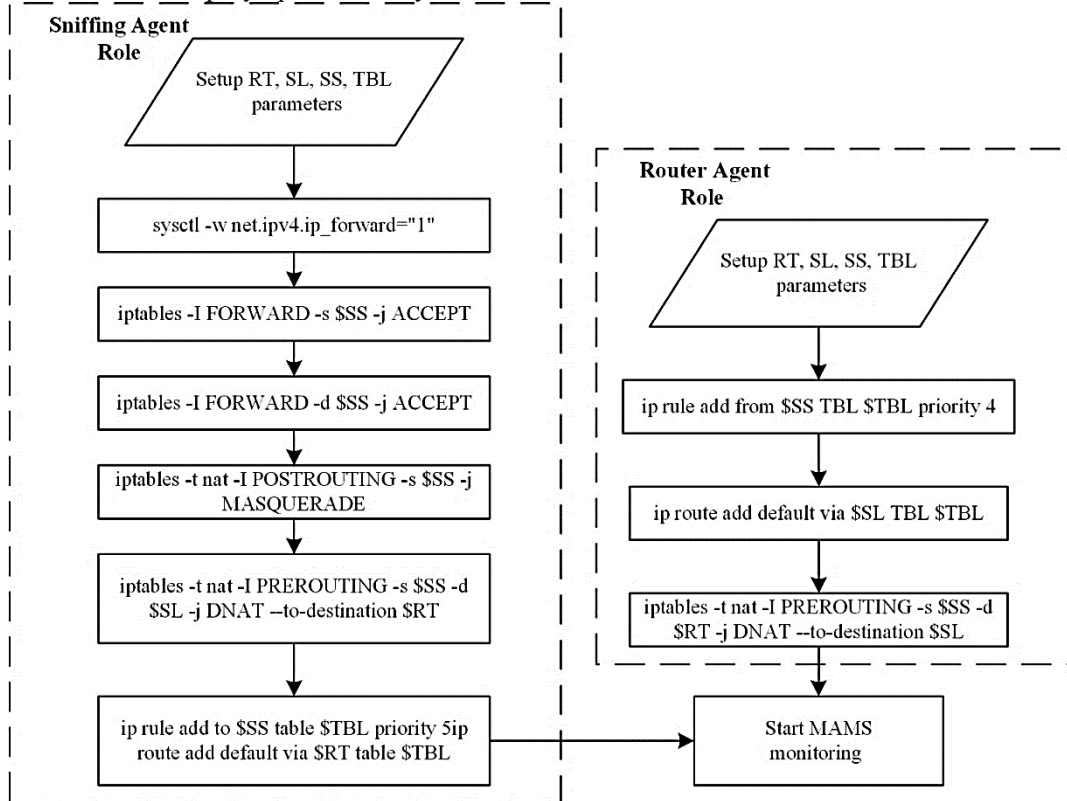 Sniffing Agent
Role
Setup RT, SL, SS, TBL
parameters
sysctl -w net.ipv4.ip_forward="1"
iptables -I FORWARD -s $SS -j ACCEPT
iptables -I FORWARD -d $SS -j ACCEPT
iptables -t nat -I POSTROUTING -s $SS -j
MASQUERADE
iptables -t nat -I PREROUTING -s $SS -d
$SL -j DNAT --to-destination $RT
ip rule add to $SS table $TBL priority 5ip
route add default via $RT table $TBL
Router Agent
Role
Setup RT, SL, SS, TBL
parameters
ip rule add from $SS TBL $TBL priority 4
ip route add default via $SL TBL $TBL
iptables -t nat -I PREROUTING -s $SS -d
$RT -j DNAT --to-destination $SL
Start MAMS
monitoring